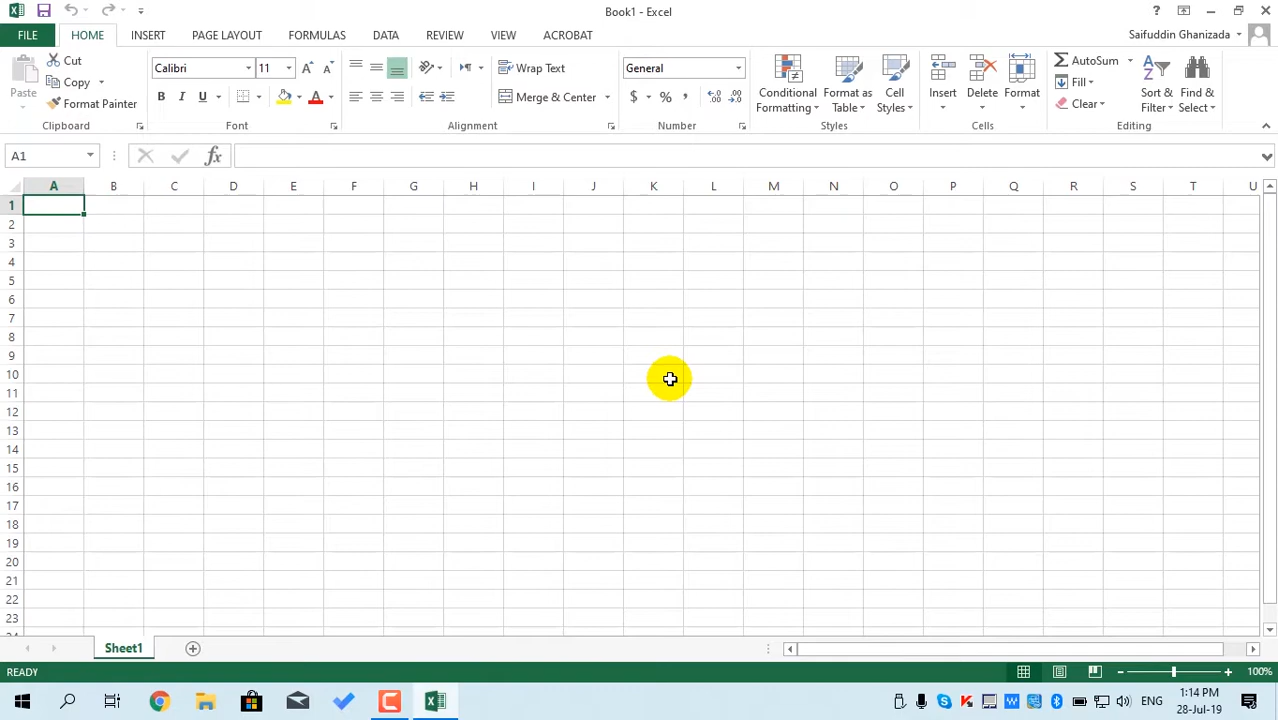 Book1 - Excel
?
FILE HOME INSERT PAGE LAYOUT FORMULAS DATA REVIEW VIEW ACROBAT
Saifuddin Ghanizada
Paste
Cut
Copy
Format Painter
Clipboard
Calibri 11
B I U A
Font
Wrap Text
Merge & Center
Alignment
General
$ % ,
Number
Conditional Formatting
Format as Table
Cell Styles
Styles
Insert
Delete
Format
Cells
AutoSum
Fill
Clear
Sort & Filter
Find & Select
Editing
A1
fx
A B C D E F G H I J K L M N O P Q R S T U
1
2
3
4
5
6
7
8
9
10
11
12
13
14
15
16
17
18
19
20
21
22
23
24
Sheet1
READY
100%
ENG
1:14 PM
28-Jul-19